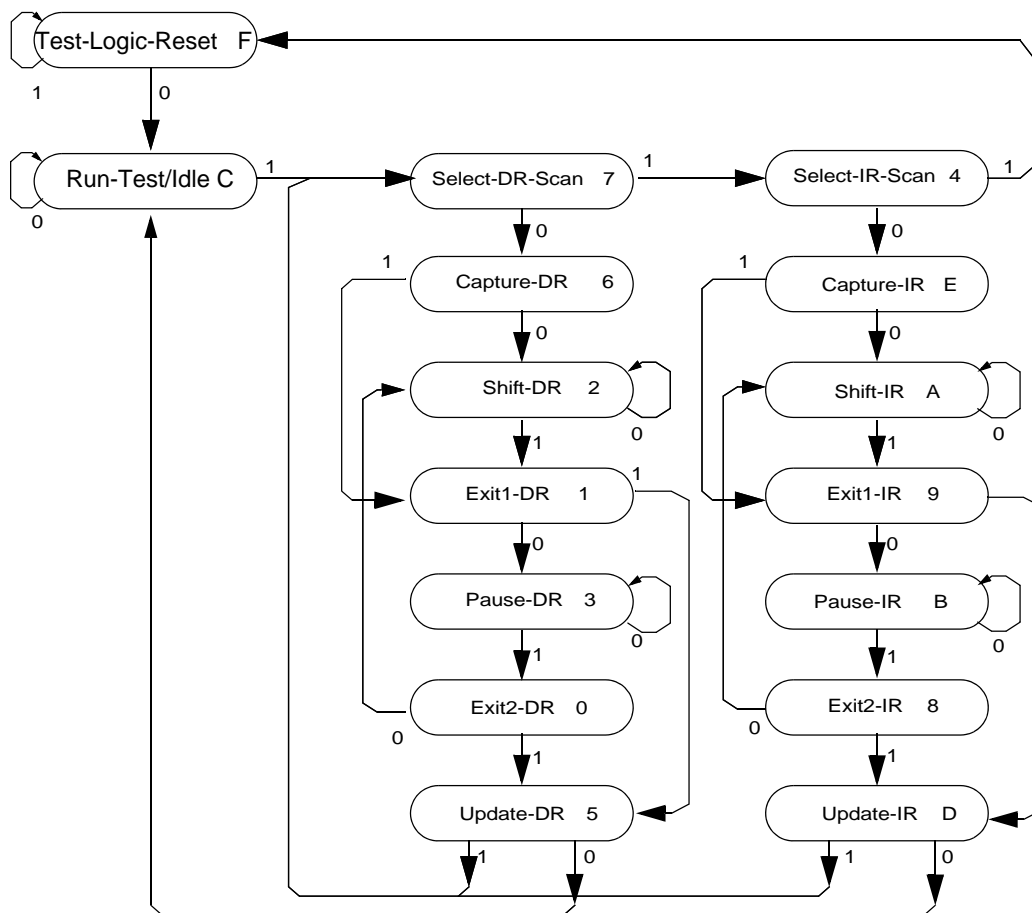 Test-Logic-Reset F
1
0
Run-Test/Idle C
1
0
Select-DR-Scan 7
1
Select-IR-Scan 4
1
0
0
1
Capture-DR 6
1
Capture-IR E
0
0
Shift-DR 2
0
Shift-IR A
0
1
1
Exit1-DR 1
1
Exit1-IR 9
0
0
Pause-DR 3
0
Pause-IR B
0
1
1
Exit2-DR 0
0
Exit2-IR 8
0
1
1
Update-DR 5
Update-IR D
1
0
1
0